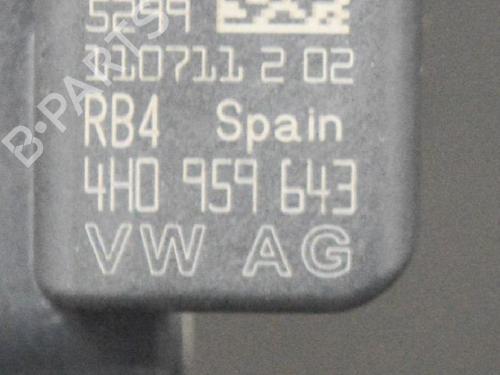 5299
110711 2 02
RB4 Spain
4H0 959 643
VW AG
B-PARTS